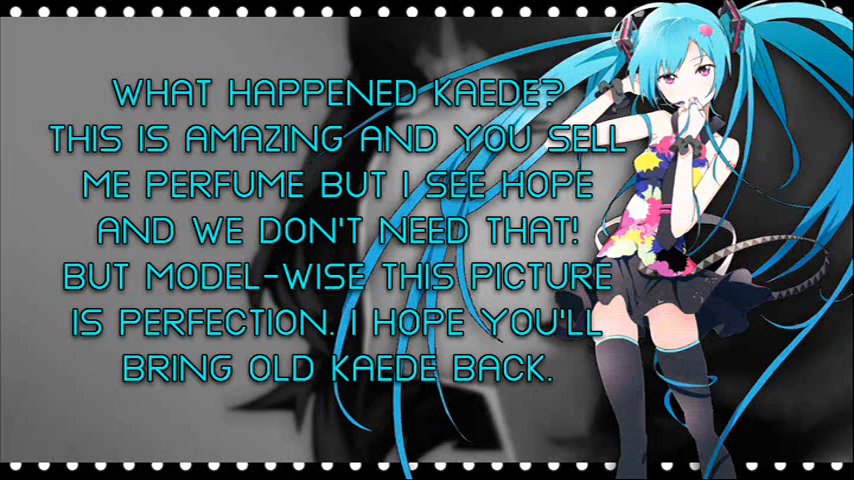 WHAT HAPPENED KAEDE?
THIS IS AMAZING AND YOU SELL
ME PERFUME BUT I SEE HOPE
AND WE DON'T NEED THAT!
BUT MODEL-WISE THIS PICTURE
IS PERFECTION. I HOPE YOU'LL
BRING OLD KAEDE BACK.